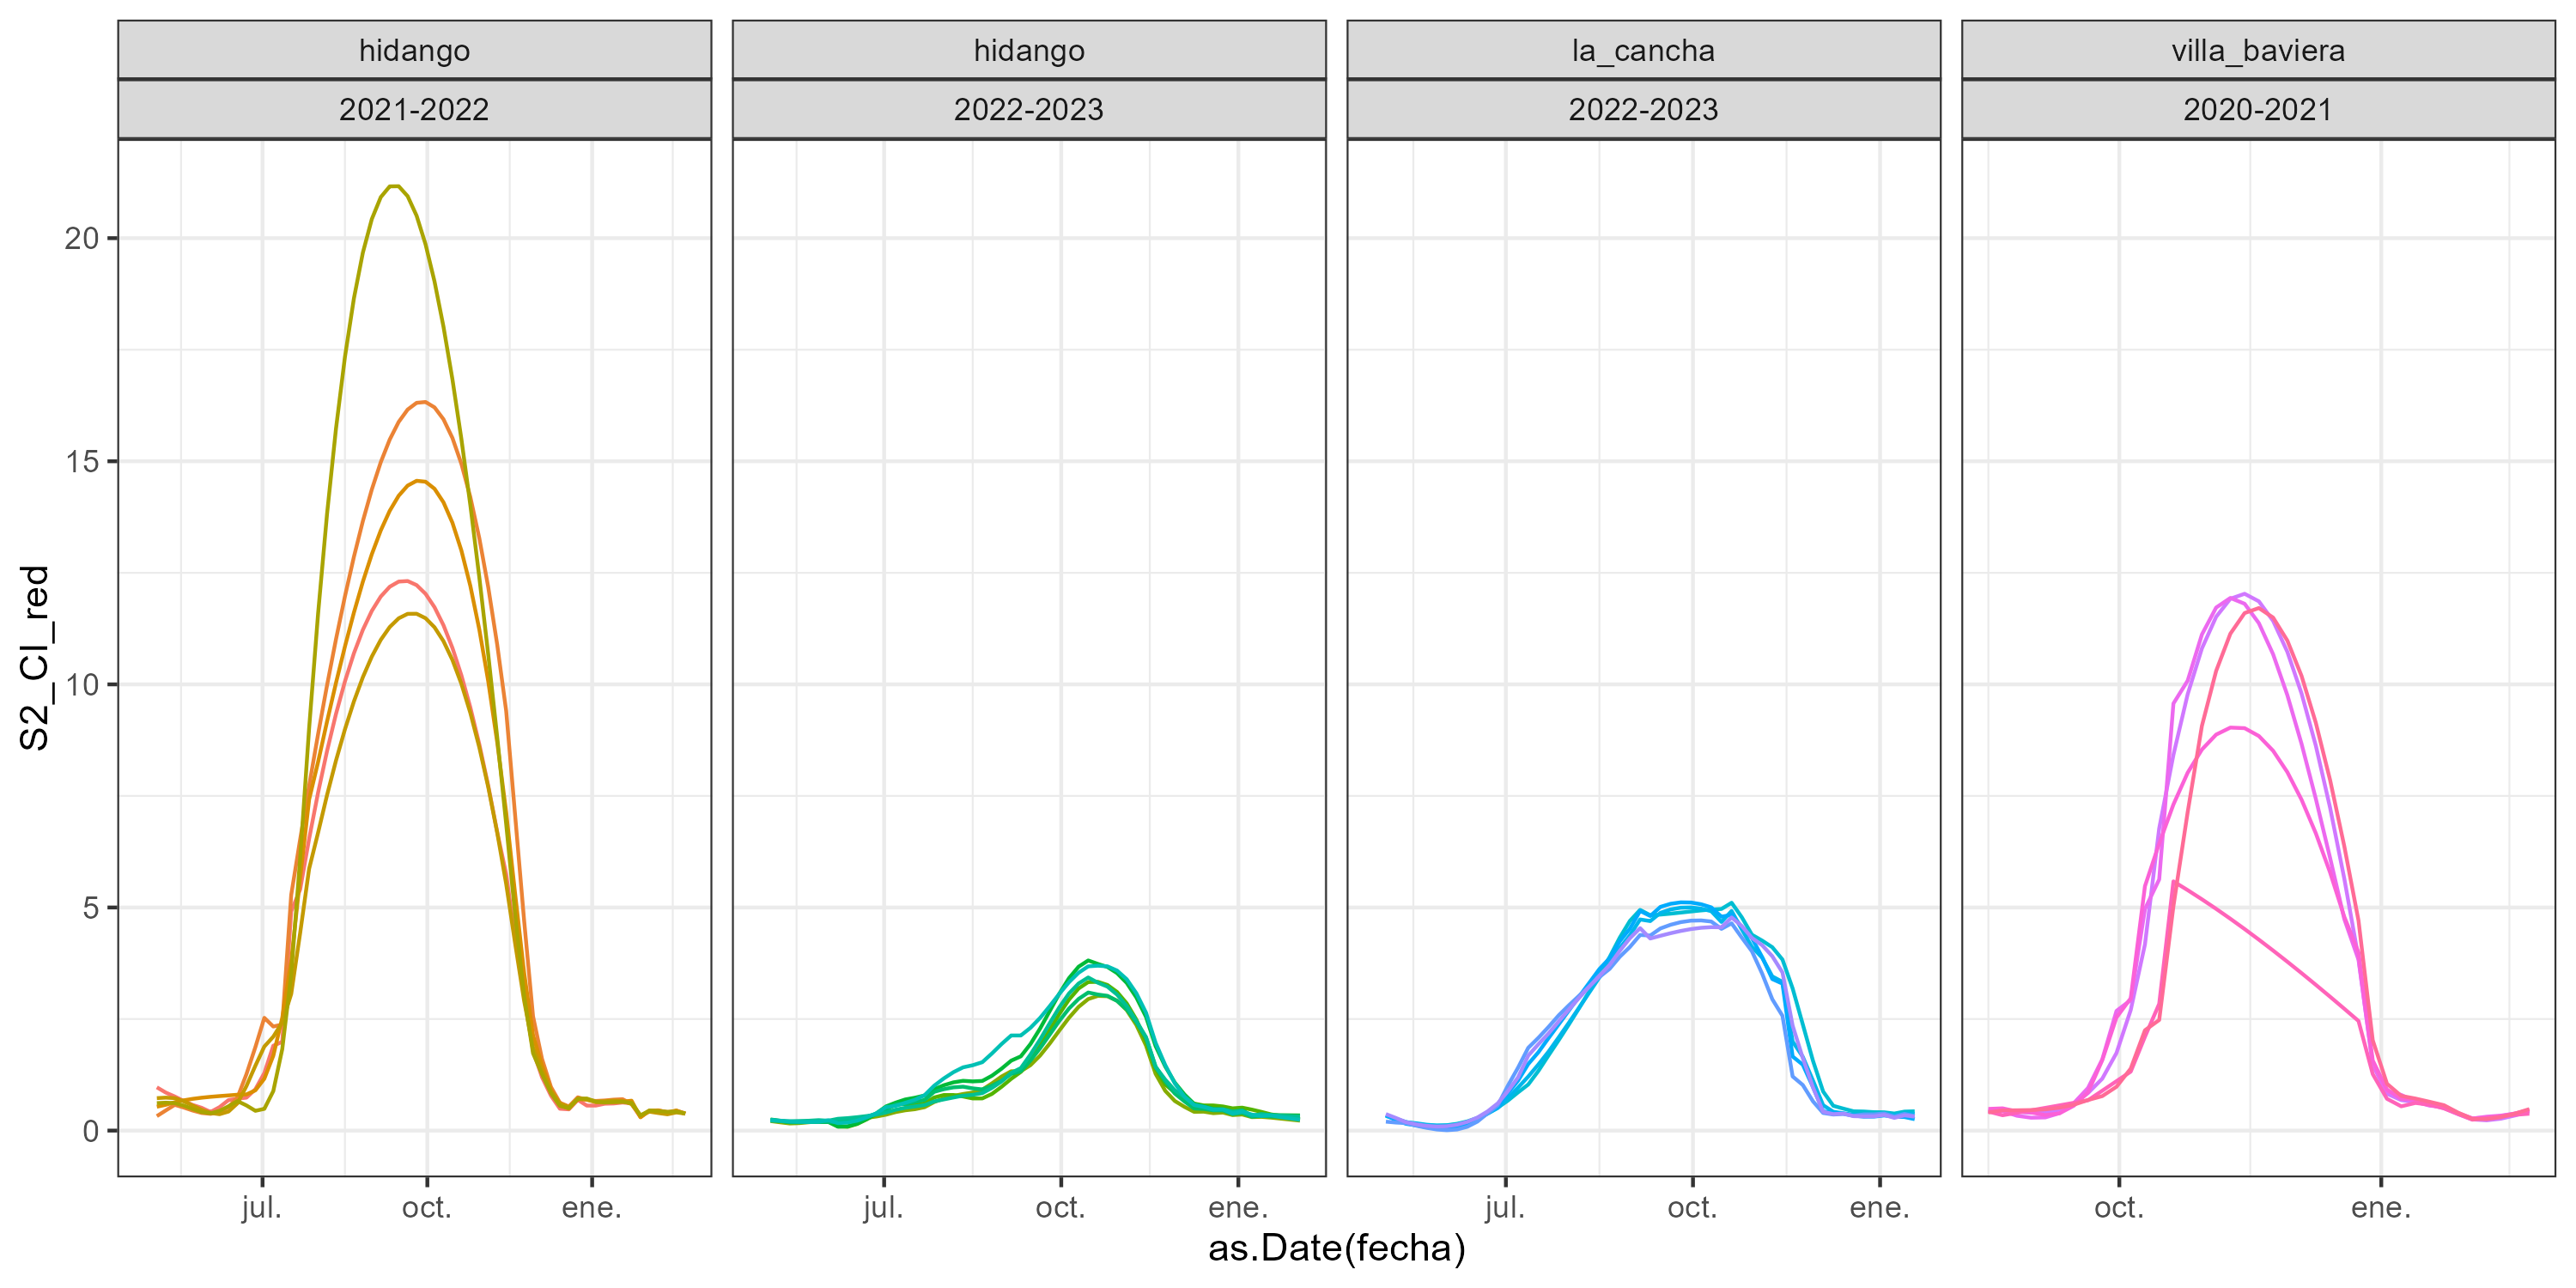 hidango
hidango
la_cancha
villa_baviera
2021-2022
2022-2023
2022-2023
2020-2021
S2_CI_red
20
15
10
5
0
jul.
oct.
ene.
jul.
oct.
ene.
jul.
oct.
ene.
oct.
ene.
as.Date(fecha)